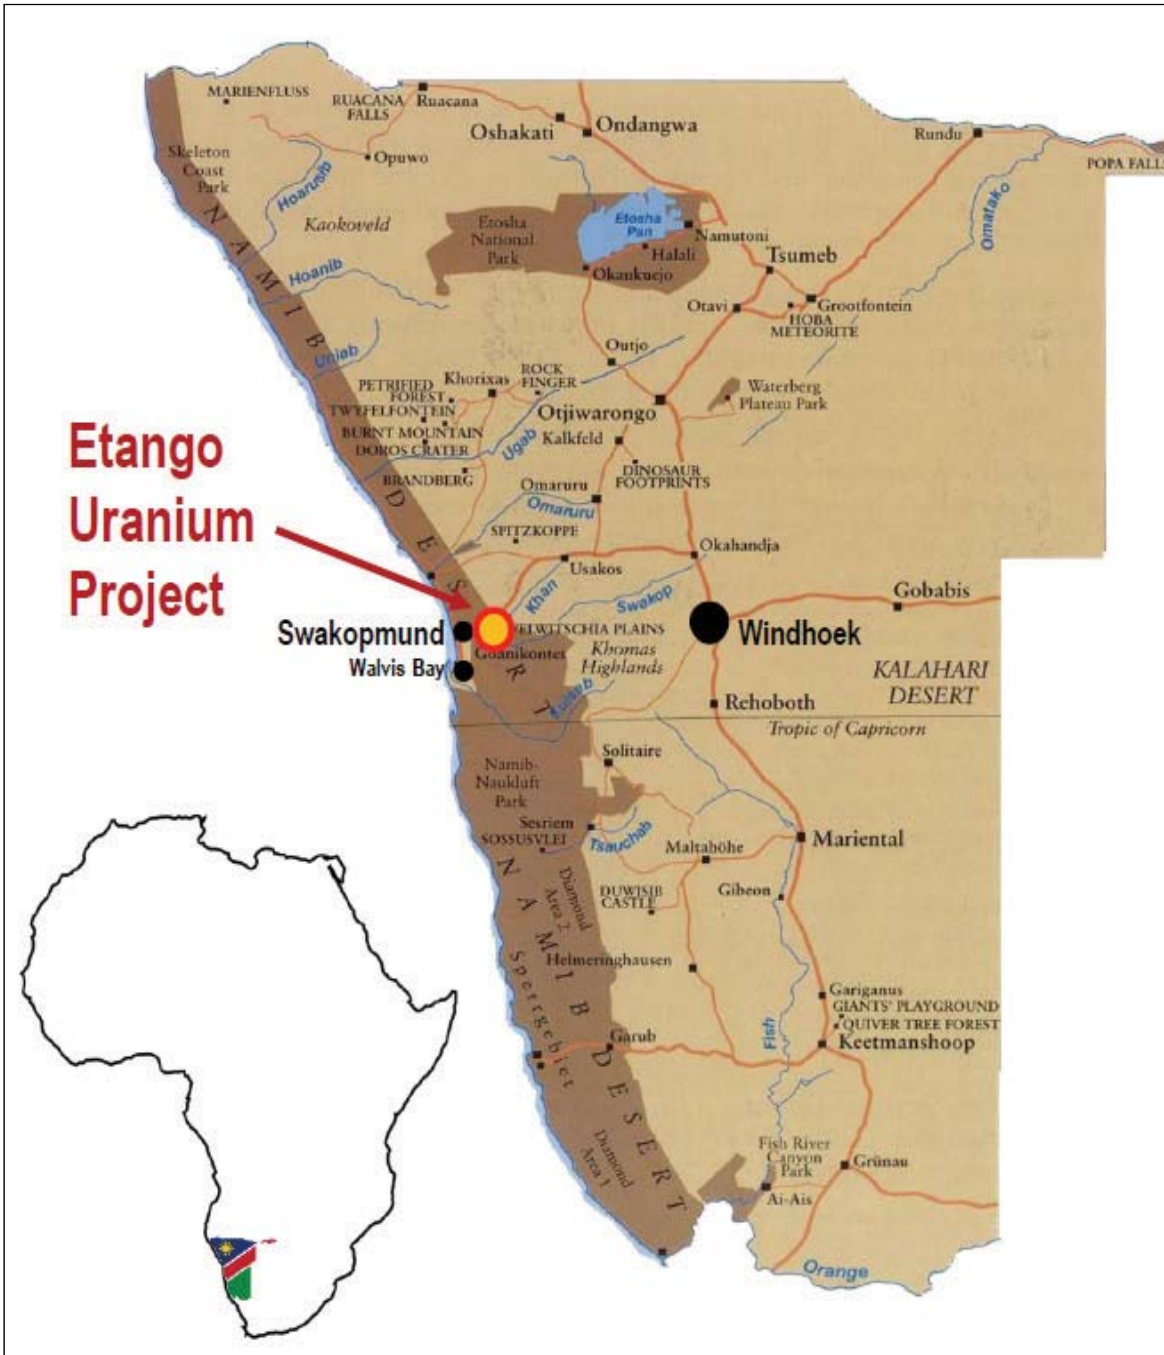 MARIENFLUSS
RUACANA
FALLS
Ruacana
Oshakati
Ondangwa
Rundu
POPA FALL
Opuwo
Skeleton
Coast
Park
Hoarusib
Kaokoveld
Etosha
National
Park
Etosha
Pan
Namutoni
Halali
Okaukuejo
Omatako
Tsumeb
Hoanib
Otavi
Grootfontein
HOBA
METEORITE
NAMIB
Uniab
Outjo
PETRIFIED
FOREST
Khorixas
ROCK
FINGER
TWYFELFONTEIN
BURNT MOUNTAIN
DOROS CRATER
Ugab
Otjiwarongo
Waterberg
Plateau Park
Kalkfeld
BRANDBERG
DINOSAUR
FOOTPRINTS
Etango
Uranium
Project
Omaruru
Omaruru
SPITZKOPPE
DESERT
Okahandja
Usakos
Khan
Swakop
Gobabis
Swakopmund
ELWITSCHIA PLAINS
Windhoek
Walvis Bay
Goanikontes
Khomas
Highlands
KALAHARI
DESERT
Kuiseb
Rehoboth
Tropic of Capricorn
Solitaire
Namib-
Naukluft
Park
Sesriem
SOSSUSVLEI
Tsauchab
Maltahöhe
Mariental
Diamond
Area 2
DUWISIB
CASTLE
Gibeon
NAMIB
Helmeringhausen
Sperrgebiet
Gariganus
GIANTS' PLAYGROUND
QUIVER TREE FOREST
Keetmanshoop
Fish
Garub
DESERT
Diamond
Area 1
Fish River
Canyon
Park
Grünau
Ai-Ais
Orange